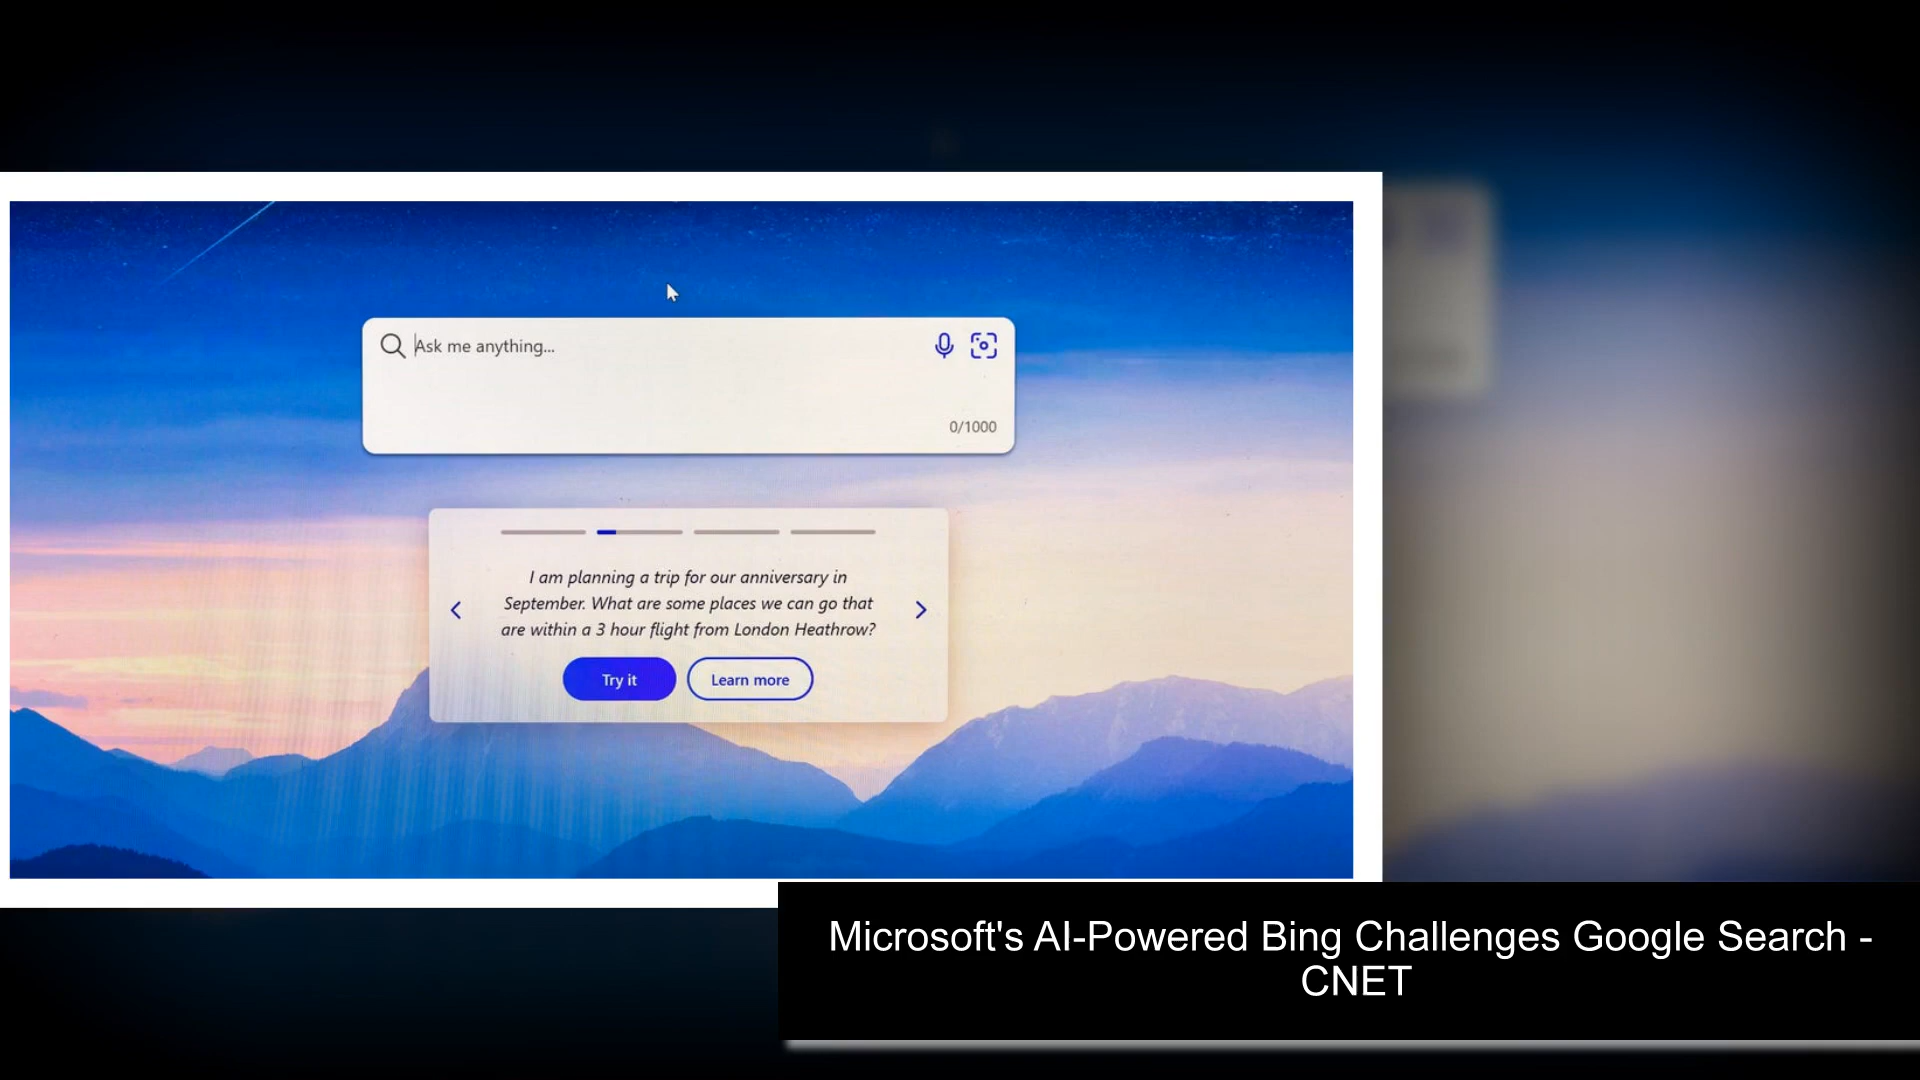 Ask me anything...
0/1000
I am planning a trip for our anniversary in
September. What are some places we can go that
are within a 3 hour flight from London Heathrow?
Try it
Learn more
Microsoft's AI-Powered Bing Challenges Google Search -
CNET